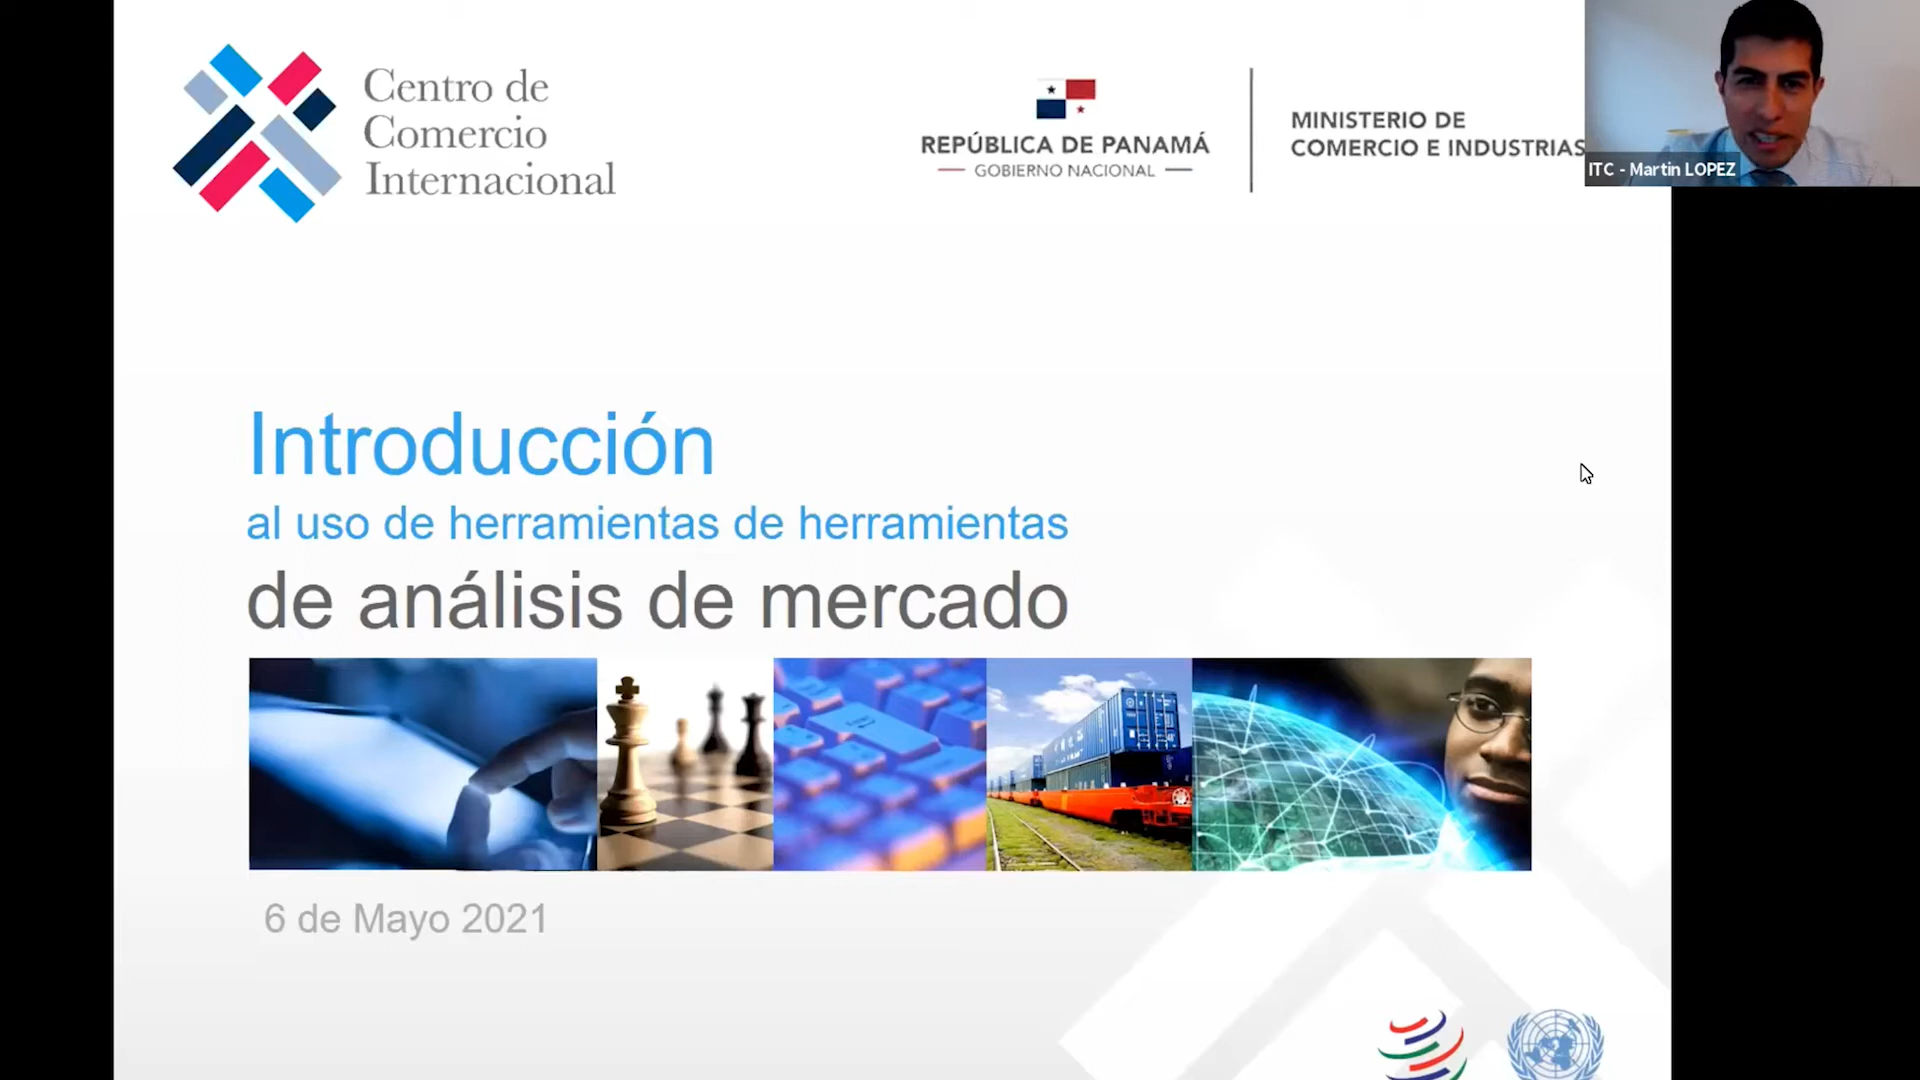 Centro de
Comercio
Internacional
REPÚBLICA DE PANAMÁ
GOBIERNO NACIONAL
MINISTERIO DE
COMERCIO E INDUSTRIAS
ITC - Martin LOPEZ
Introducción
al uso de herramientas de herramientas
de análisis de mercado
6 de Mayo 2021